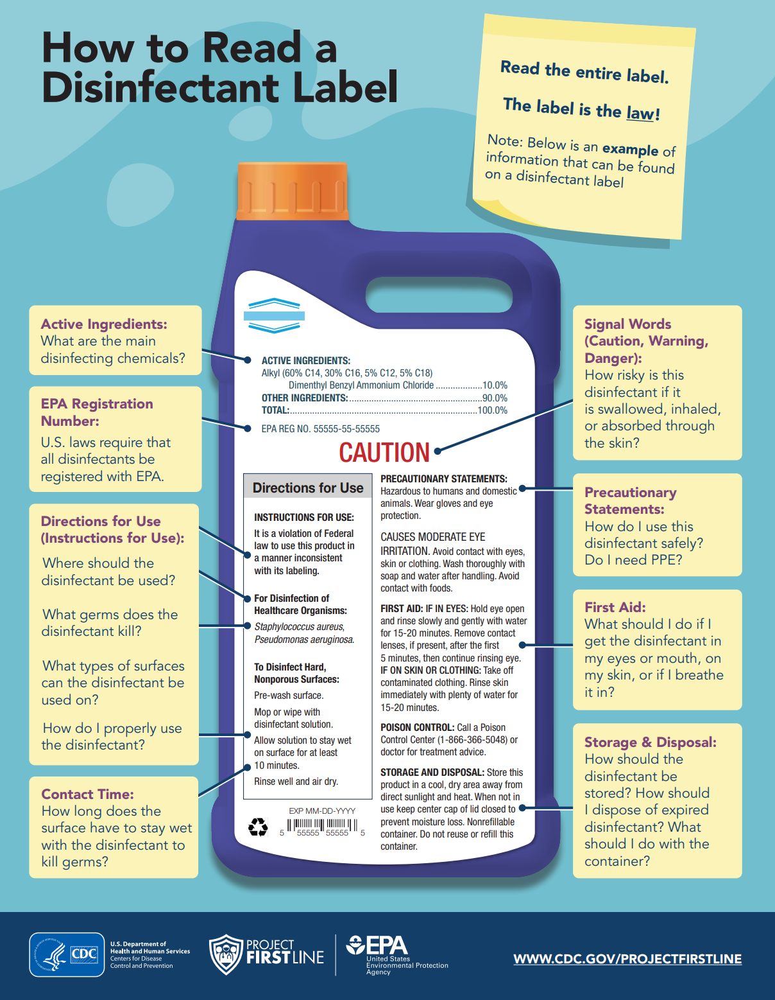 How to Read a
Disinfectant Label
Read the entire label.
The label is the law!
Note: Below is an example of
information that can be found
on a disinfectant label
Active Ingredients:
What are the main
disinfecting chemicals?
EPA Registration
Number:
U.S. laws require that
all disinfectants be
registered with EPA.
Directions for Use
(Instructions for Use):
Where should the
disinfectant be used?
What germs does the
disinfectant kill?
What types of surfaces
can the disinfectant be
used on?
How do I properly use
the disinfectant?
Contact Time:
How long does the
surface have to stay wet
with the disinfectant to
kill germs?
ACTIVE INGREDIENTS:
Alkyl (60% C14, 30% C16, 5% C12, 5% C18)
Dimenthyl Benzyl Ammonium Chloride ...................10.0%
OTHER INGREDIENTS:......................................................90.0%
TOTAL:............................................................................100.0%
EPA REG NO. 55555-55-55555
CAUTION
Directions for Use
INSTRUCTIONS FOR USE:
It is a violation of Federal
law to use this product in
a manner inconsistent
with its labeling.
For Disinfection of
Healthcare Organisms:
Staphylococcus aureus,
Pseudomonas aeruginosa.
To Disinfect Hard,
Nonporous Surfaces:
Pre-wash surface.
Mop or wipe with
disinfectant solution.
Allow solution to stay wet
on surface for at least
10 minutes.
Rinse well and air dry.
EXP MM-DD-YYYY
5 55555 55555 5
PRECAUTIONARY STATEMENTS:
Hazardous to humans and domestic
animals. Wear gloves and eye
protection.
CAUSES MODERATE EYE
IRRITATION. Avoid contact with eyes,
skin or clothing. Wash thoroughly with
soap and water after handling. Avoid
contact with foods.
FIRST AID: IF IN EYES: Hold eye open
and rinse slowly and gently with water
for 15-20 minutes. Remove contact
lenses, if present, after the first
5 minutes, then continue rinsing eye.
IF ON SKIN OR CLOTHING: Take off
contaminated clothing. Rinse skin
immediately with plenty of water for
15-20 minutes.
POISON CONTROL: Call a Poison
Control Center (1-866-366-5048) or
doctor for treatment advice.
STORAGE AND DISPOSAL: Store this
product in a cool, dry area away from
direct sunlight and heat. When not in
use keep center cap of lid closed to
prevent moisture loss. Nonrefillable
container. Do not reuse or refill this
container.
Signal Words
(Caution, Warning,
Danger):
How risky is this
disinfectant if it
is swallowed, inhaled,
or absorbed through
the skin?
Precautionary
Statements:
How do I use this
disinfectant safely?
Do I need PPE?
First Aid:
What should I do if I
get the disinfectant in
my eyes or mouth, on
my skin, or if I breathe
it in?
Storage & Disposal:
How should the
disinfectant be
stored? How should
I dispose of expired
disinfectant? What
should I do with the
container?
CDC
U.S. Department of
Health and Human Services
Centers for Disease
Control and Prevention
PROJECT
FIRSTLINE
EPA
United States
Environmental Protection
Agency
WWW.CDC.GOV/PROJECTFIRSTLINE